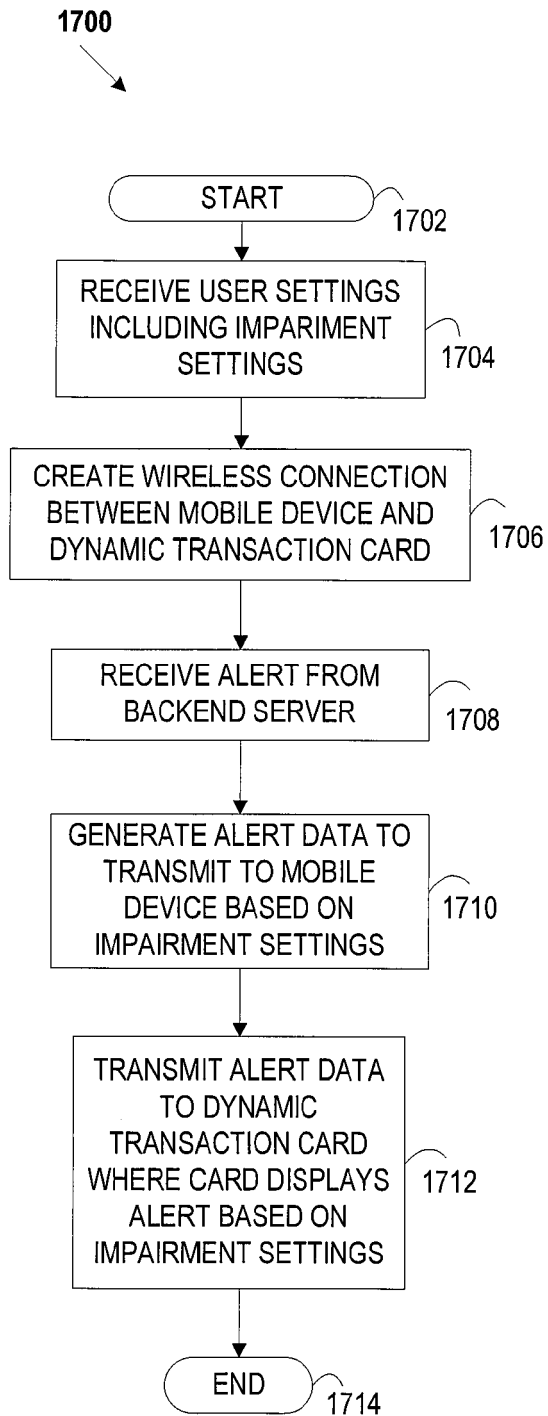 1700
START
1702
RECEIVE USER SETTINGS
INCLUDING IMPARIMENT
SETTINGS
1704
CREATE WIRELESS CONNECTION
BETWEEN MOBILE DEVICE AND
DYNAMIC TRANSACTION CARD
1706
RECEIVE ALERT FROM
BACKEND SERVER
1708
GENERATE ALERT DATA TO
TRANSMIT TO MOBILE
DEVICE BASED ON
IMPAIRMENT SETTINGS
1710
TRANSMIT ALERT DATA
TO DYNAMIC
TRANSACTION CARD
WHERE CARD DISPLAYS
ALERT BASED ON
IMPAIRMENT SETTINGS
1712
END
1714